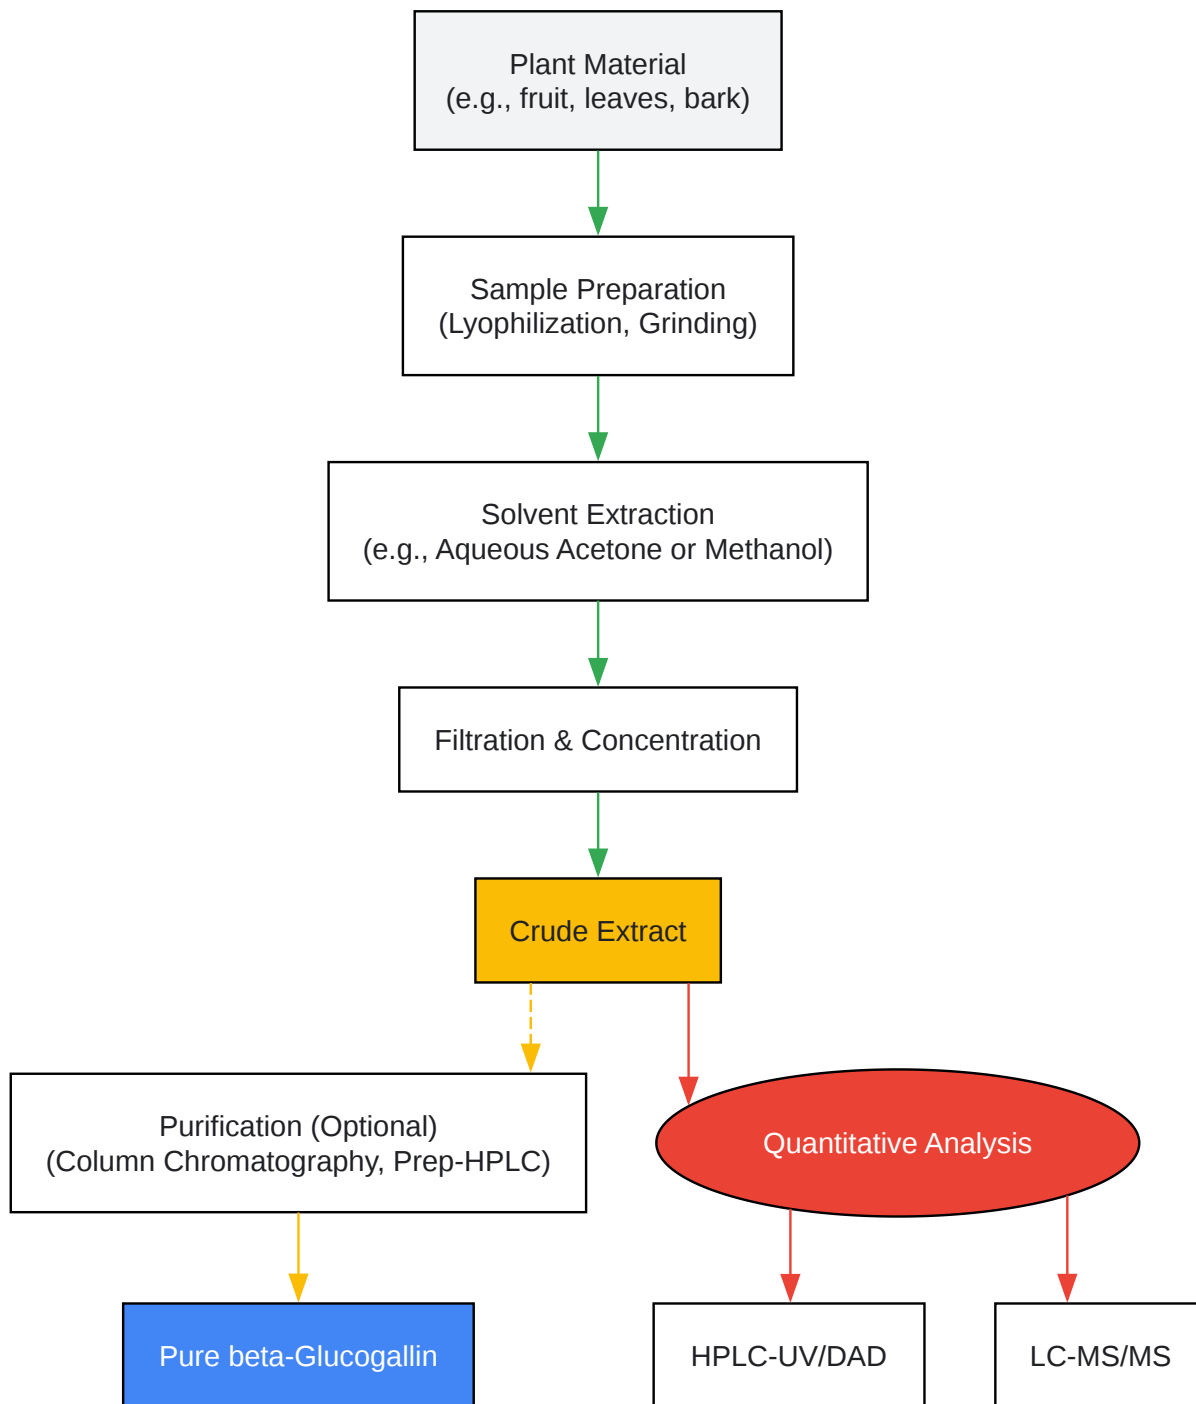 Plant Material
(e.g., fruit, leaves, bark)
Sample Preparation
(Lyophilization, Grinding)
Solvent Extraction
(e.g., Aqueous Acetone or Methanol)
Filtration & Concentration
Crude Extract
Purification (Optional)
(Column Chromatography, Prep-HPLC)
Quantitative Analysis
Pure beta-Glucogallin
HPLC-UV/DAD
LC-MS/MS